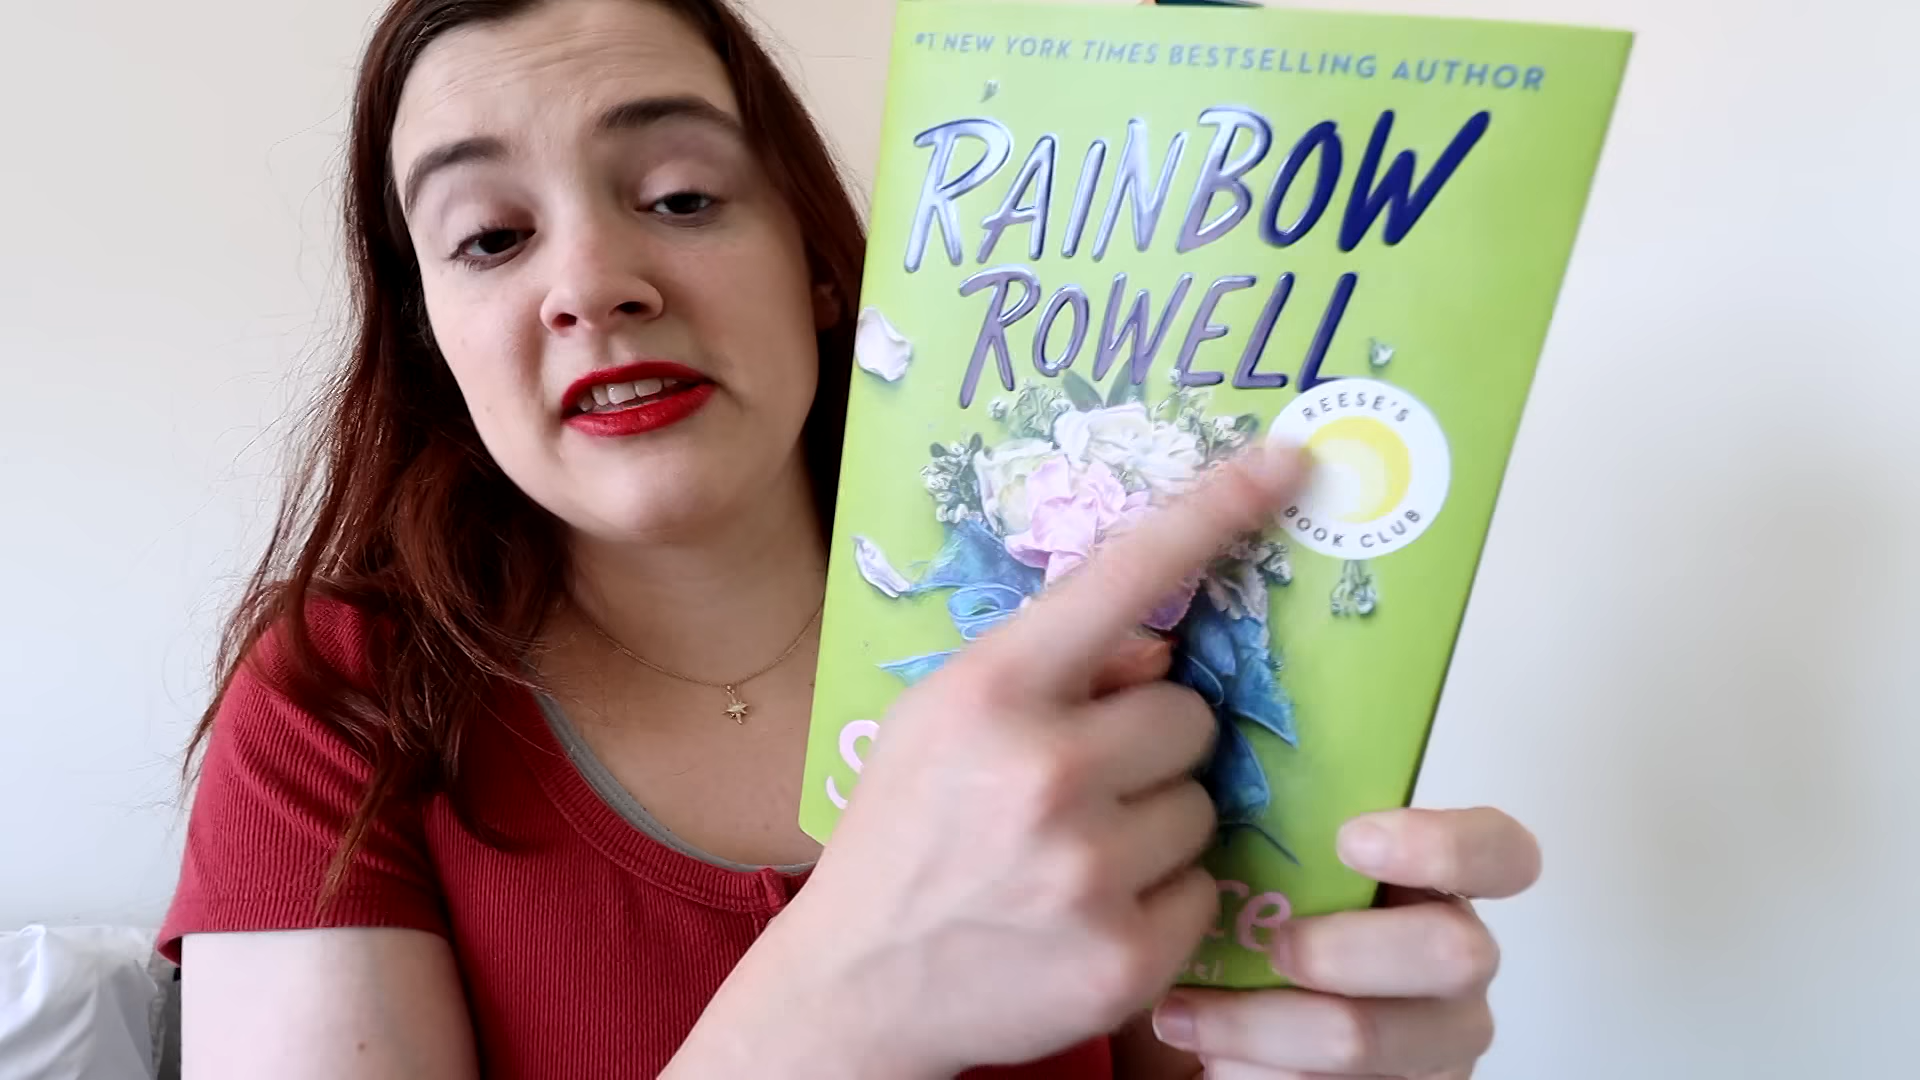 #1 NEW YORK TIMES BESTSELLING AUTHOR
RAINBOW
ROWELL
REESE'S
BOOK CLUB